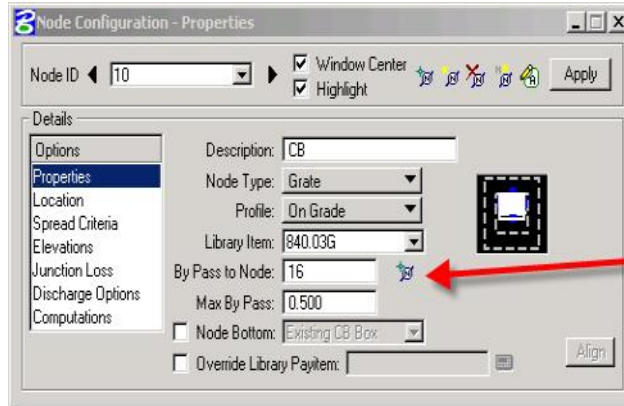 Node Configuration - Properties
Node ID 10 Window Center Apply
Highlight
Details
Options
Properties
Location
Spread Criteria
Elevations
Junction Loss
Discharge Options
Computations
Description: CB
Node Type: Grate
Profile: On Grade
Library Item: 840.03G
By Pass to Node: 16
Max By Pass: 0.500
Node Bottom: Existing CB Box
Override Library Payitem:
Align